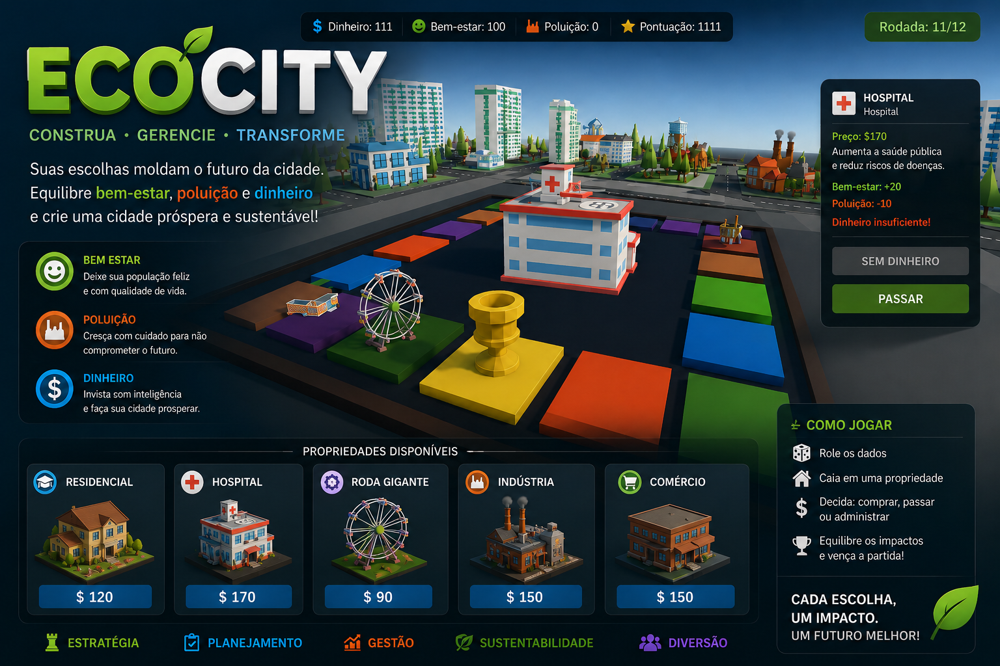 Dinheiro: 111
Bem-estar: 100
Poluição: 0
Pontuação: 1111
Rodada: 11/12
ECOCITY
CONSTRUA • GERENCIE • TRANSFORME
Suas escolhas moldam o futuro da cidade.
Equilibre bem-estar, poluição e dinheiro
e crie uma cidade próspera e sustentável!
BEM ESTAR
Deixe sua população feliz
e com qualidade de vida.
POLUIÇÃO
Cresça com cuidado para não
comprometer o futuro.
DINHEIRO
Invista som inteligência
e faça sua cidade prosperar.
HOSPITAL
Hospital
Preço: $170
Aumenta a saúde pública
e reduz riscos de doenças.
Bem-estar: +20
Poluição: -10
Dinheiro insuficiente!
SEM DINHEIRO
PASSAR
PROPRIEDADES DISPONÍVEIS
RESIDENCIAL
$ 120
HOSPITAL
$ 170
RODA GIGANTE
$ 90
INDÚSTRIA
$ 150
COMÉRCIO
$ 150
COMO JOGAR
Role os dados
Caia em uma propriedade
Decida: comprar, passar
ou administrar
Equilibre os impactos
e vença a partida!
CADA ESCOLHA,
UM IMPACTO.
UM FUTURO MELHOR!
ESTRATÉGIA
PLANEJAMENTO
GESTÃO
SUSTENTABILIDADE
DIVERSÃO